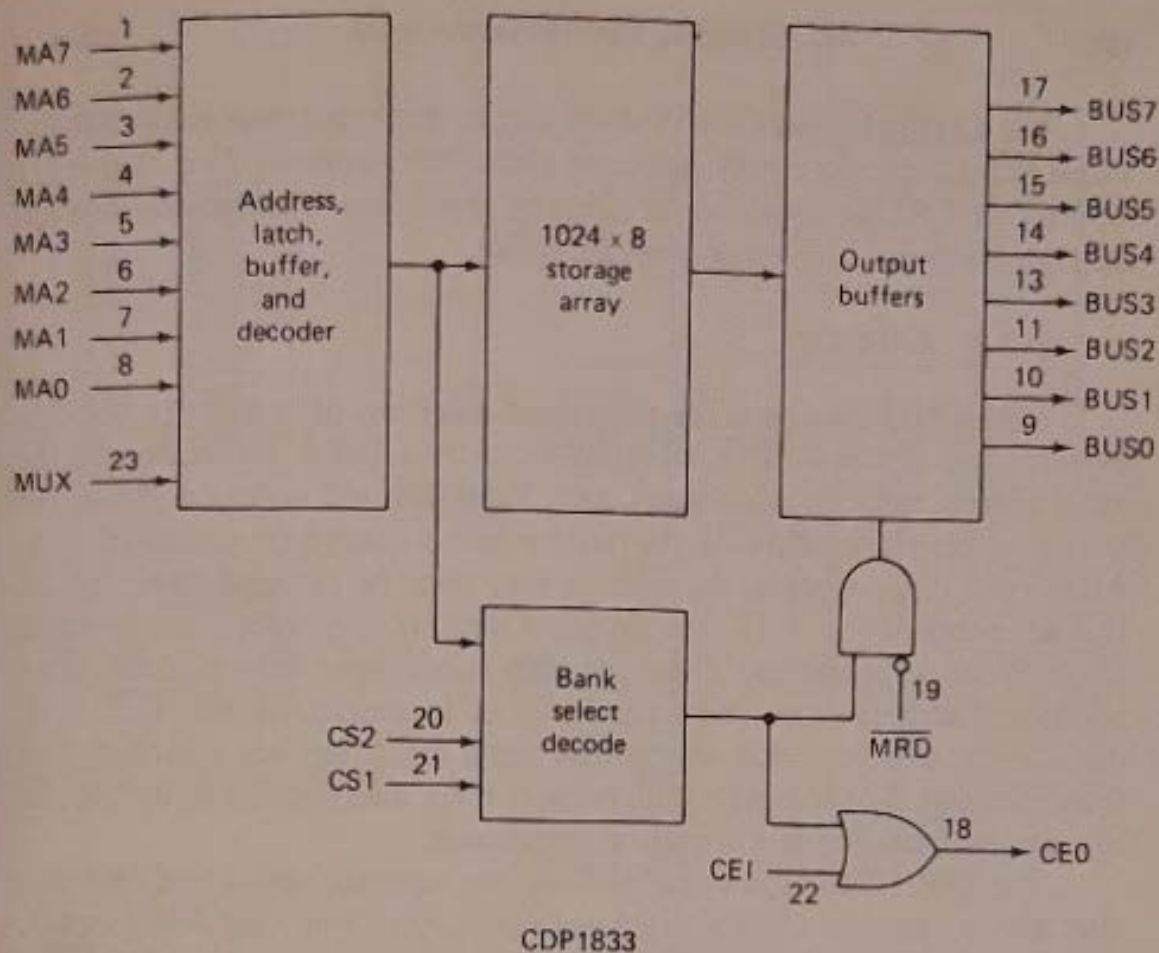 MA7 1
MA6 2
MA5 3
MA4 4
MA3 5
MA2 6
MA1 7
MA0 8
MUX 23
Address,
latch,
buffer,
and
decoder
1024 × 8
storage
array
Output
buffers
17 BUS7
16 BUS6
15 BUS5
14 BUS4
13 BUS3
11 BUS2
10 BUS1
9 BUS0
Bank
select
decode
CS2 20
CS1 21
19
MRD
CEI 22
18 CEO
CDP1833